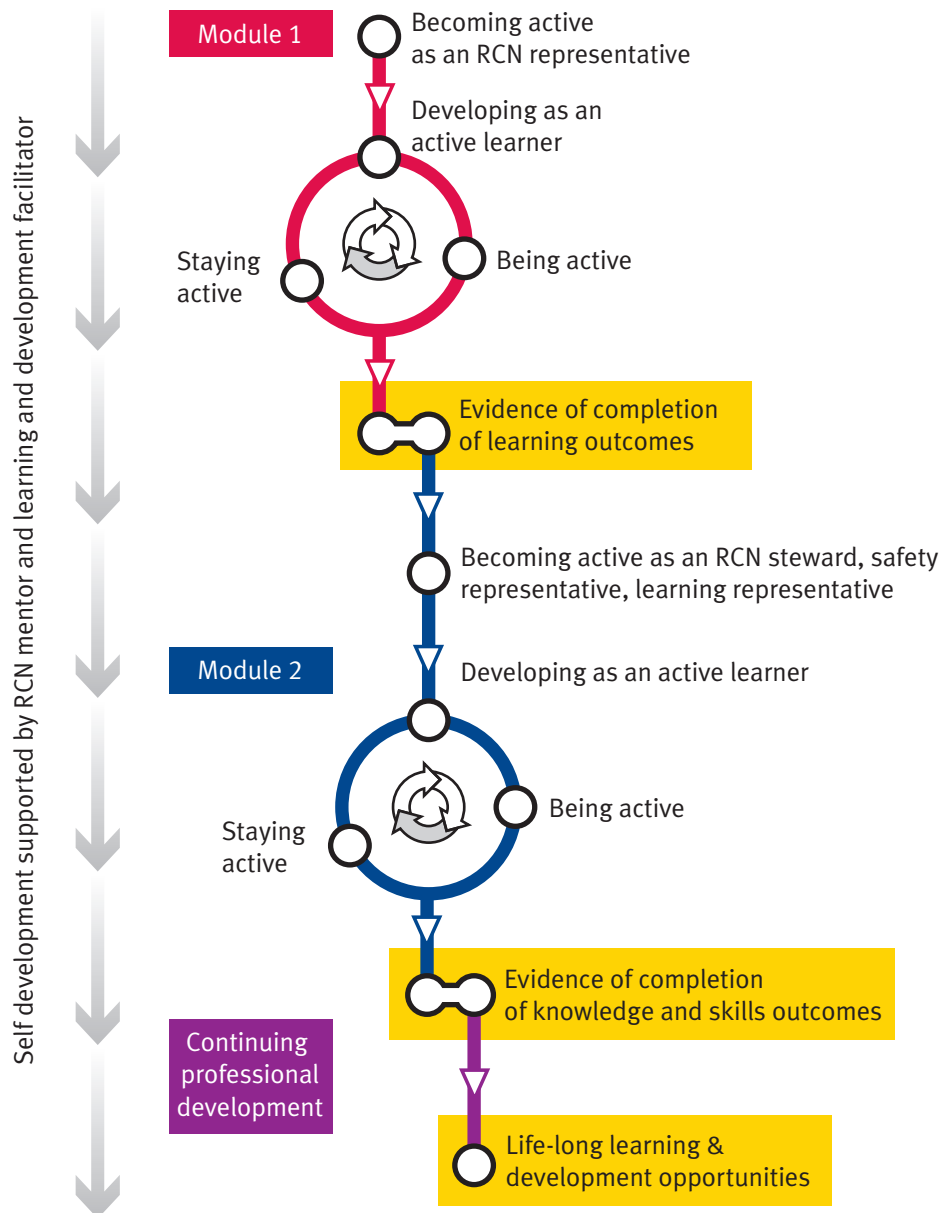 Self development supported by RCN mentor and learning and development facilitator
Module 1
Becoming active
as an RCN representative
Developing as an
active learner
Staying
active
Being active
Evidence of completion
of learning outcomes
Becoming active as an RCN steward, safety
representative, learning representative
Module 2
Developing as an active learner
Being active
Staying
active
Evidence of completion
of knowledge and skills outcomes
Continuing
professional
development
Life-long learning &
development opportunities